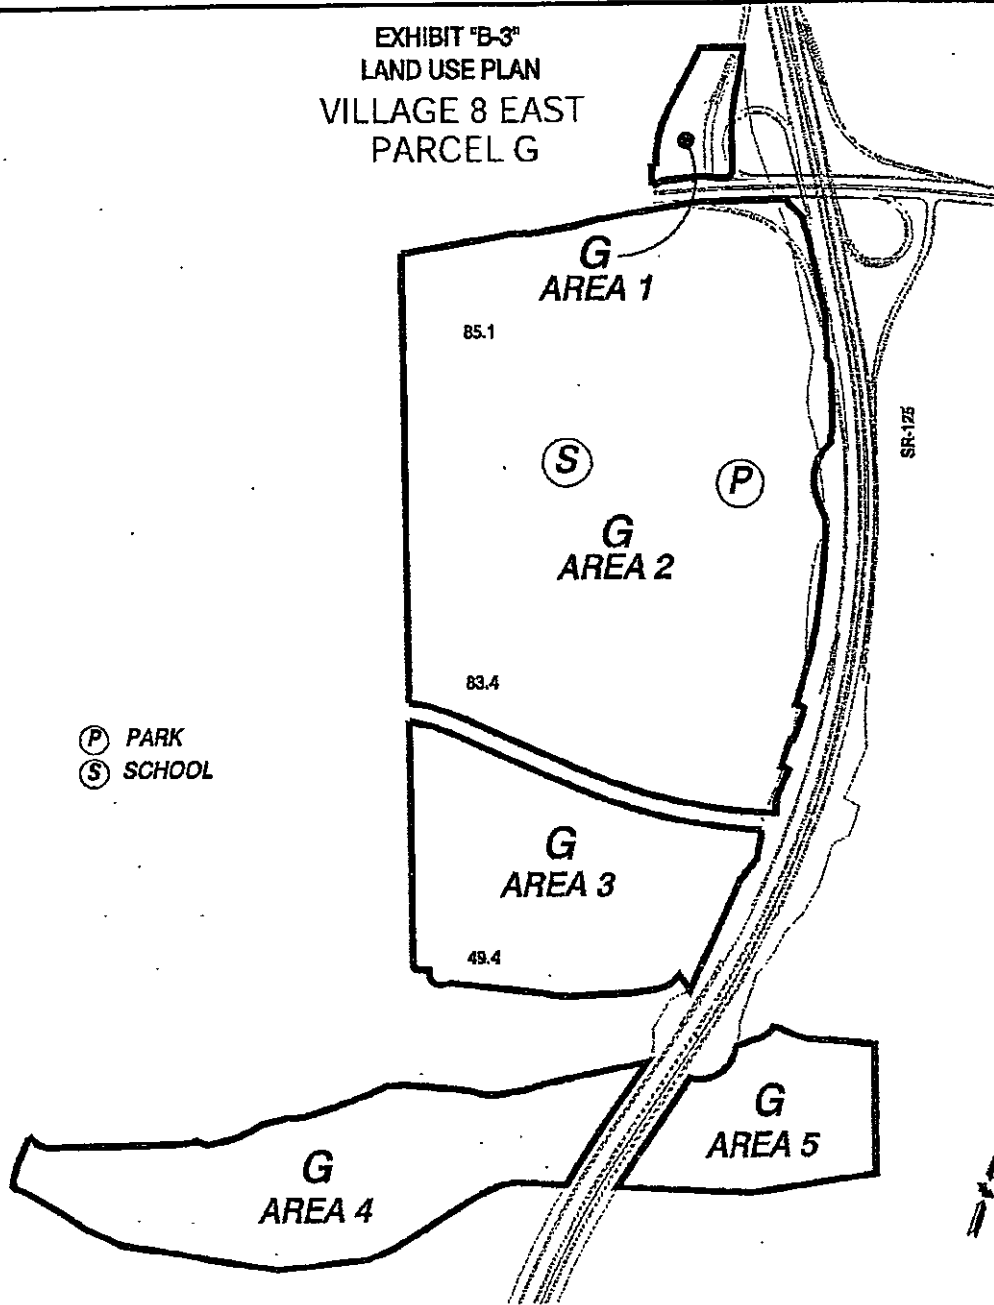 EXHIBIT "B-3"
LAND USE PLAN
VILLAGE 8 EAST
PARCEL G
G
AREA 1
85.1
SR-125
S
P
G
AREA 2
83.4
P PARK
S SCHOOL
G
AREA 3
49.4
G
AREA 5
G
AREA 4